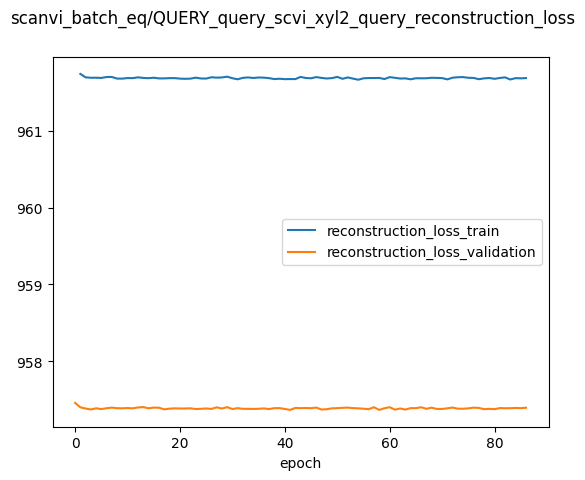 scanvi_batch_eq/QUERY_query_scvi_xyl2_query_reconstruction_loss
961
960
959
958
reconstruction_loss_train
reconstruction_loss_validation
0 20 40 60 80
epoch